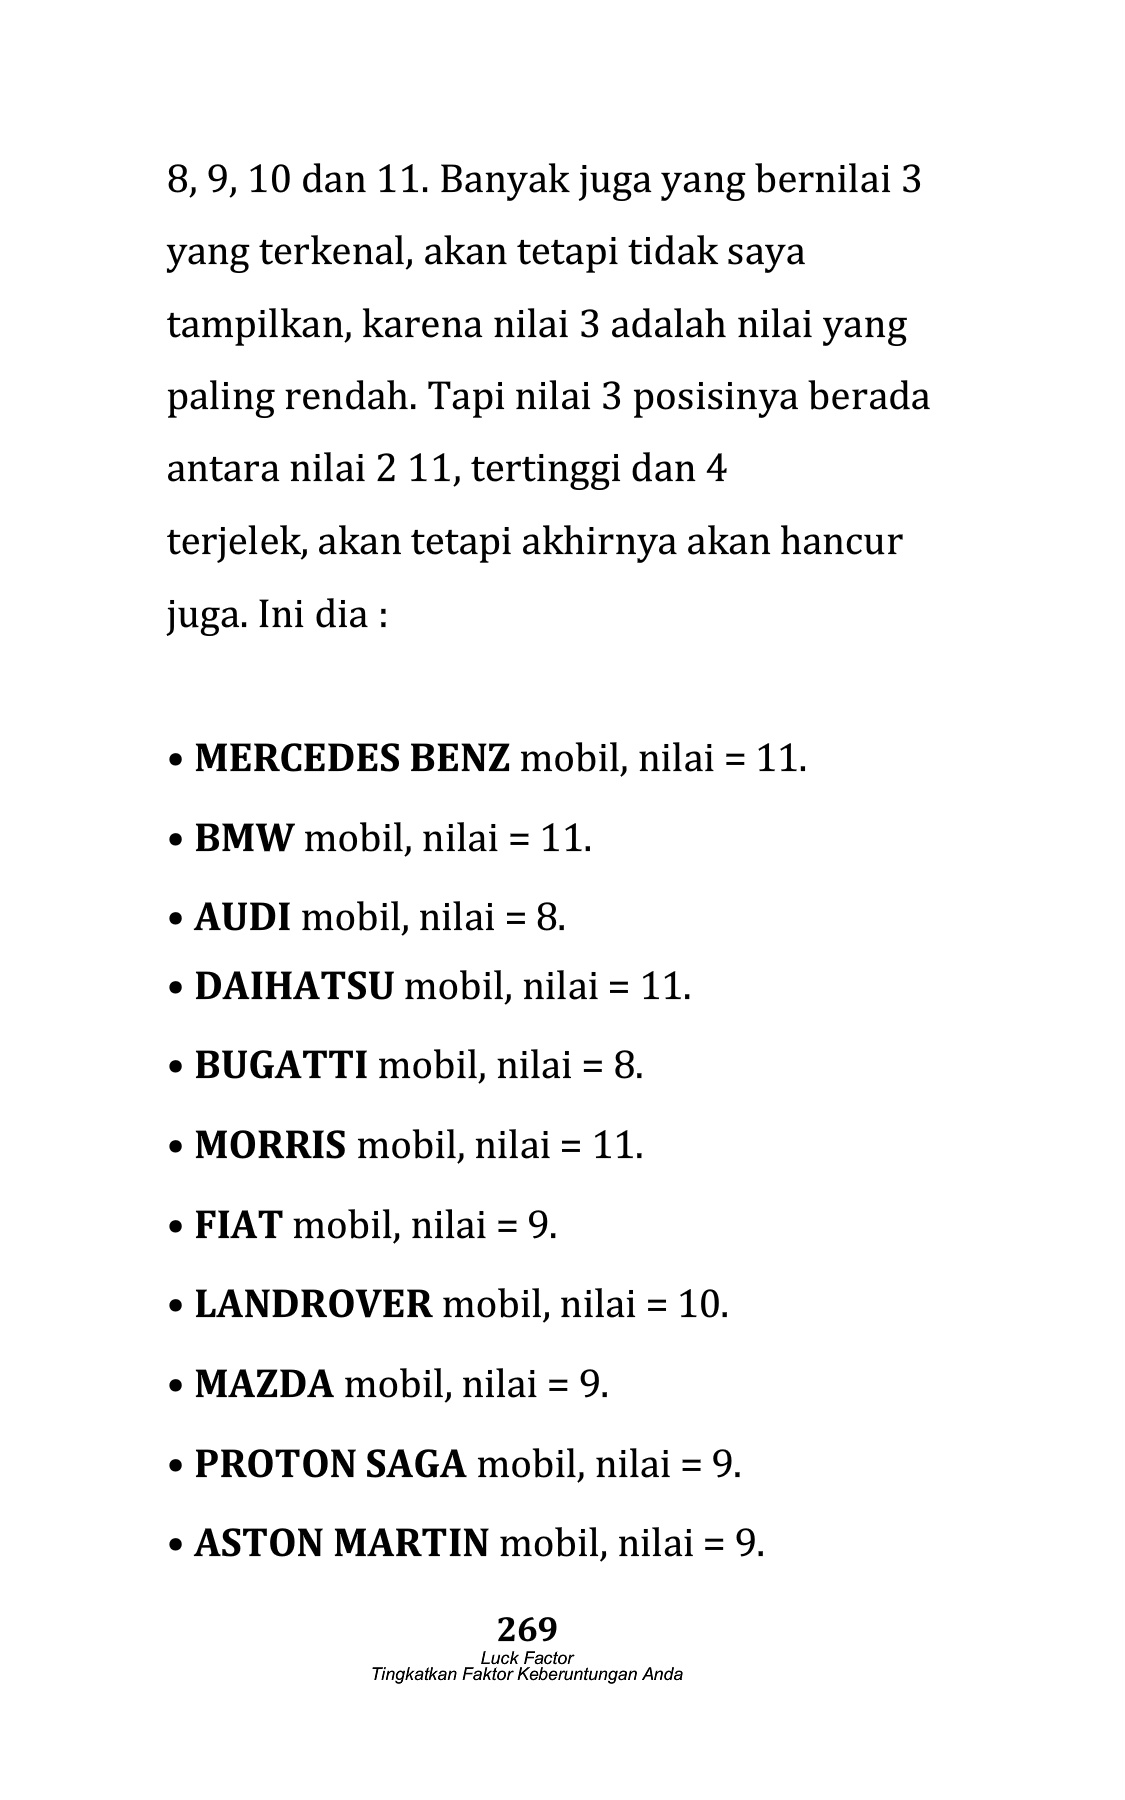 8, 9, 10 dan 11. Banyak juga yang bernilai 3
yang terkenal, akan tetapi tidak saya
tampilkan, karena nilai 3 adalah nilai yang
paling rendah. Tapi nilai 3 posisinya berada
antara nilai 2 11, tertinggi dan 4
terjelek, akan tetapi akhirnya akan hancur
juga. Ini dia :
• MERCEDES BENZ mobil, nilai = 11.
• BMW mobil, nilai = 11.
• AUDI mobil, nilai = 8.
• DAIHATSU mobil, nilai = 11.
• BUGATTI mobil, nilai = 8.
• MORRIS mobil, nilai = 11.
• FIAT mobil, nilai = 9.
• LANDROVER mobil, nilai = 10.
• MAZDA mobil, nilai = 9.
• PROTON SAGA mobil, nilai = 9.
• ASTON MARTIN mobil, nilai = 9.
269
Luck Factor
Tingkatkan Faktor Keberuntungan Anda